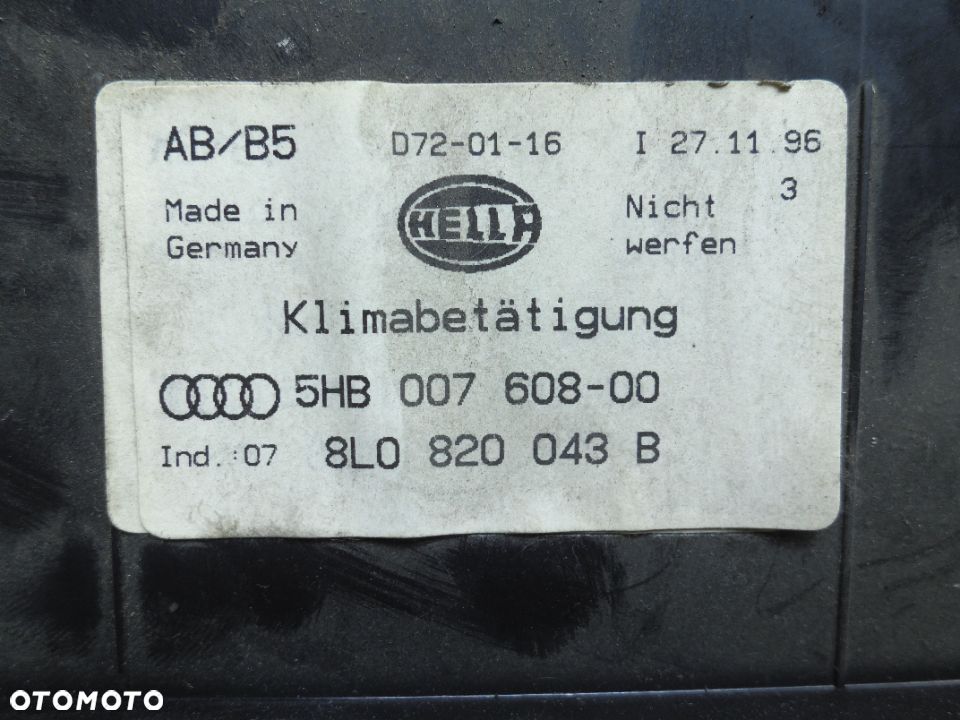 AB/B5 D72-01-16 I 27.11.96
3
Made in Germany
HELLA
Nicht werfen
Klimabetätigung
5HB 007 608-00
Ind.:07 8L0 820 043 B
OTOMOTO